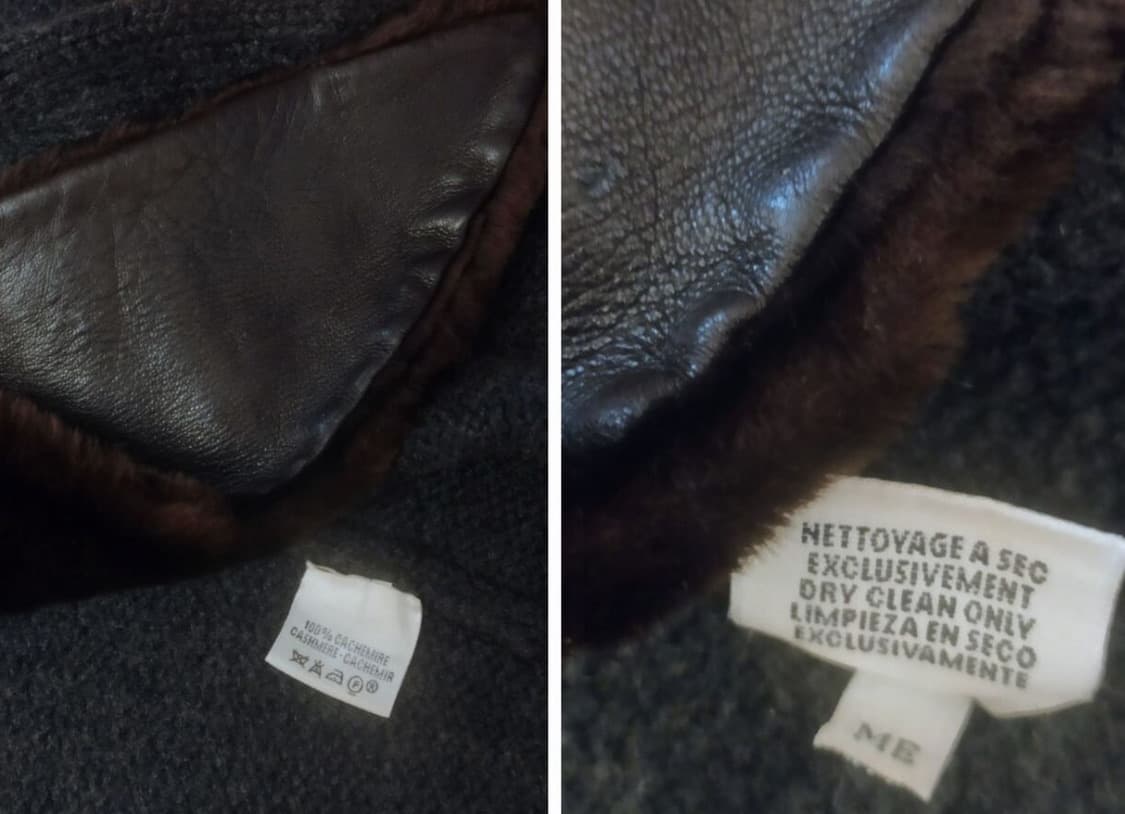 100% CACHEMIRE
CASHMERE-CACHEMIR
NETTOYAGE A SEC
EXCLUSIVEMENT
DRY CLEAN ONLY
LIMPIEZA EN SECO
EXCLUSIVAMENTE
ME